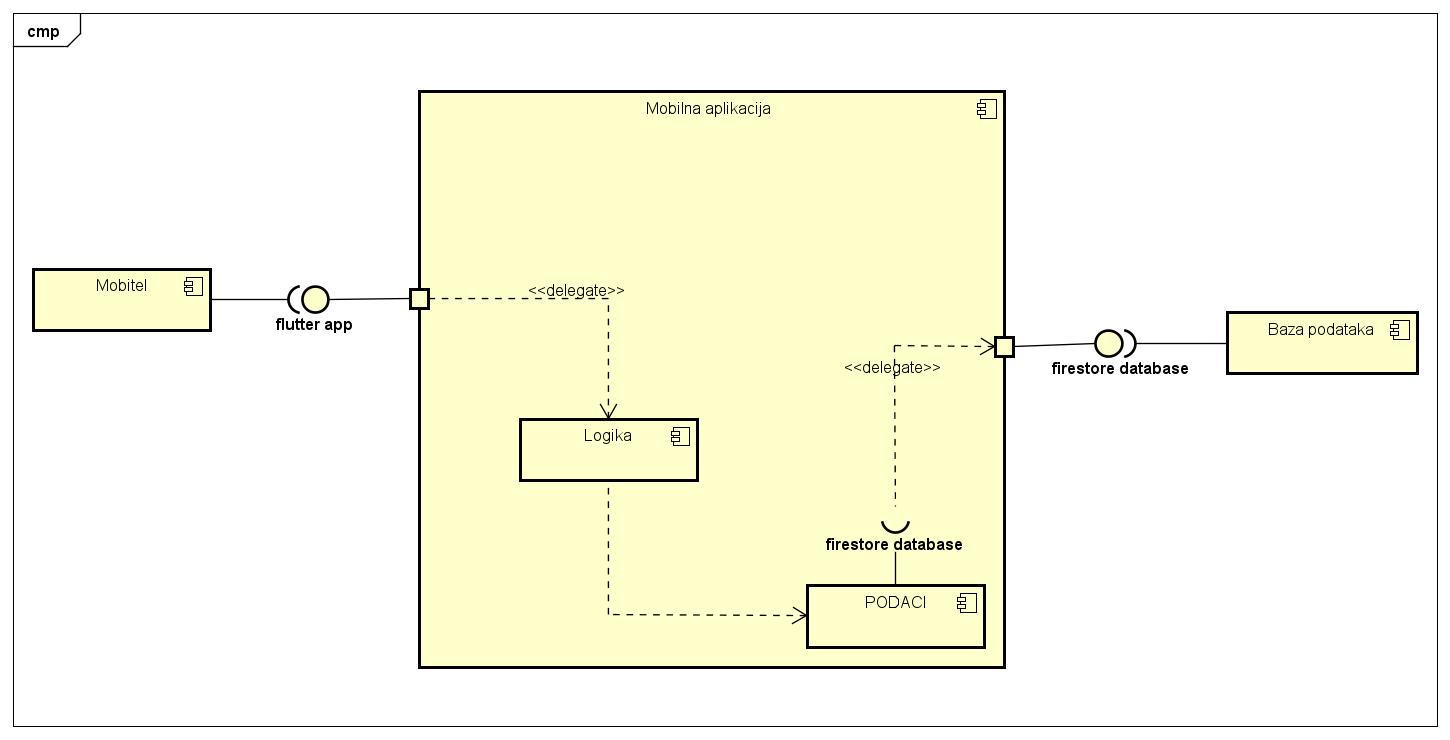 cmp
Mobilna aplikacija
Mobitel
flutter app
<<delegate>>
Baza podataka
firestore database
<<delegate>>
Logika
firestore database
PODACI